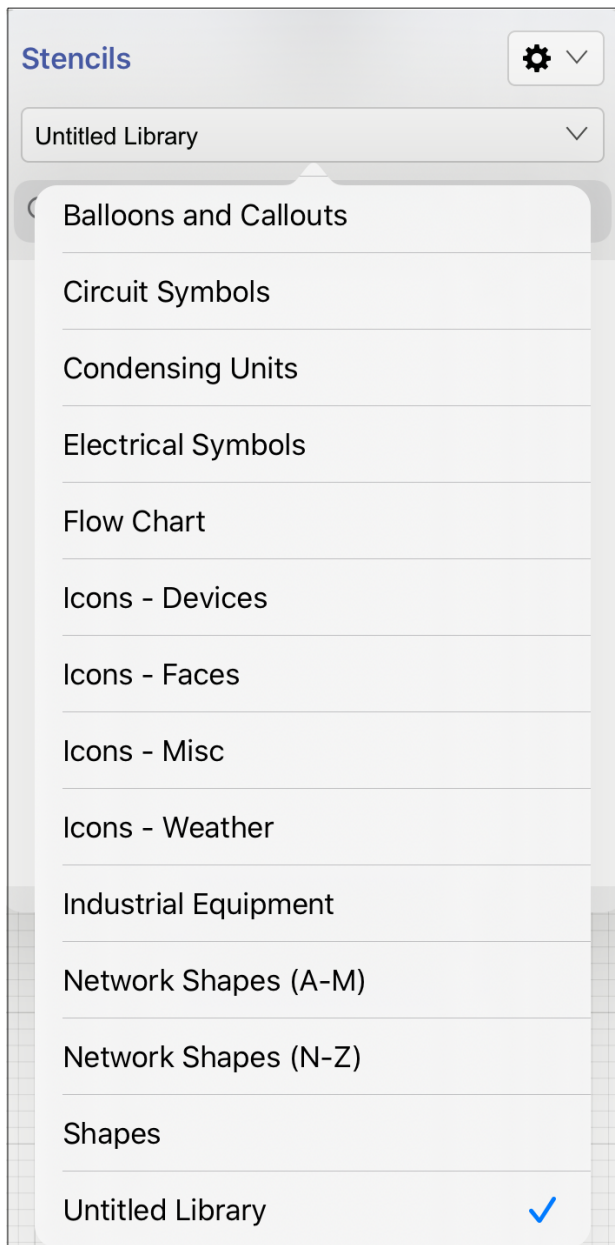 Stencils
Untitled Library
Balloons and Callouts
Circuit Symbols
Condensing Units
Electrical Symbols
Flow Chart
Icons - Devices
Icons - Faces
Icons - Misc
Icons - Weather
Industrial Equipment
Network Shapes (A-M)
Network Shapes (N-Z)
Shapes
Untitled Library